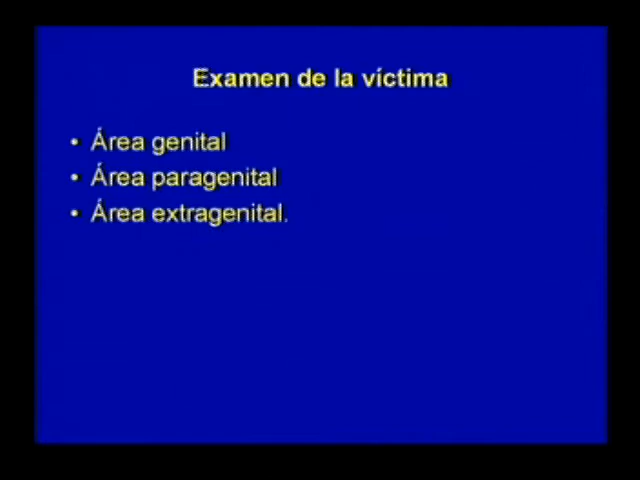 Examen de la víctima
• Área genital
• Área paragenital
• Área extragenital.